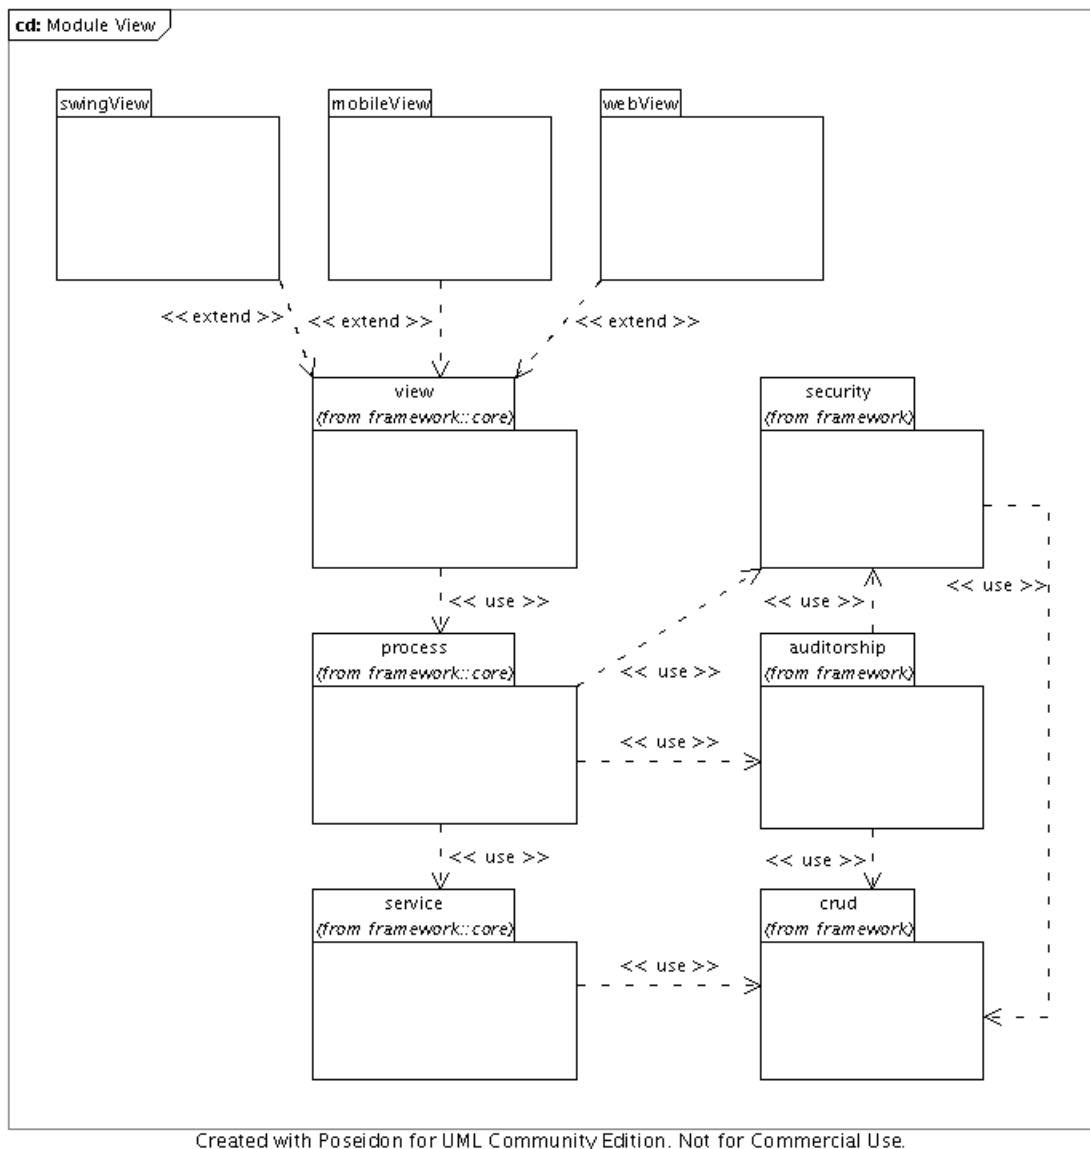 cd: Module View
swingView
mobileView
webView
<< extend >>
<< extend >>
<< extend >>
view
(from framework::core)
security
(from framework)
<< use >>
<< use >>
<< use >>
process
(from framework::core)
auditorship
(from framework)
<< use >>
<< use >>
<< use >>
<< use >>
service
(from framework::core)
crud
(from framework)
<< use >>
Created with Poseidon for UML Community Edition. Not for Commercial Use.